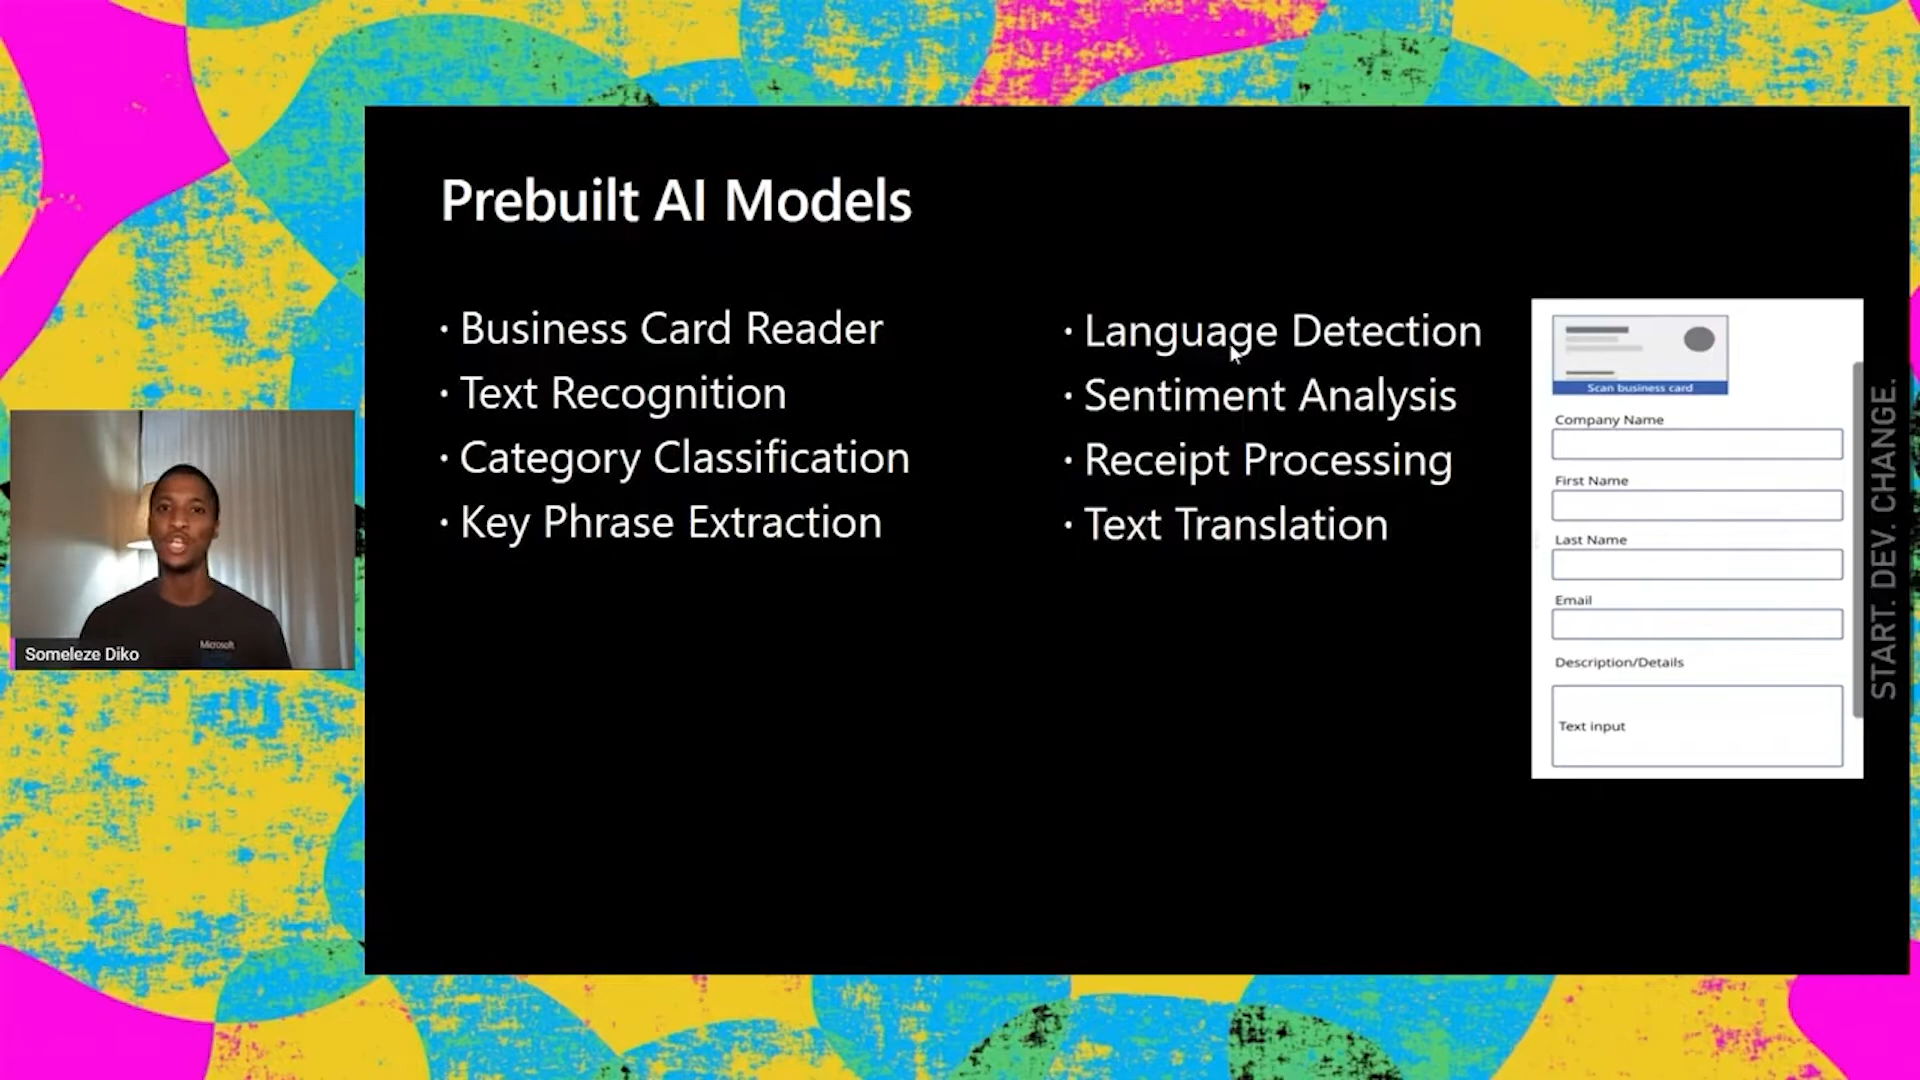 Prebuilt AI Models
· Business Card Reader
· Text Recognition
· Category Classification
· Key Phrase Extraction
· Language Detection
· Sentiment Analysis
· Receipt Processing
· Text Translation
Scan business card
Company Name
First Name
Last Name
Email
Description/Details
Text input
START. DEV. CHANGE.
Microsoft
Someleze Diko